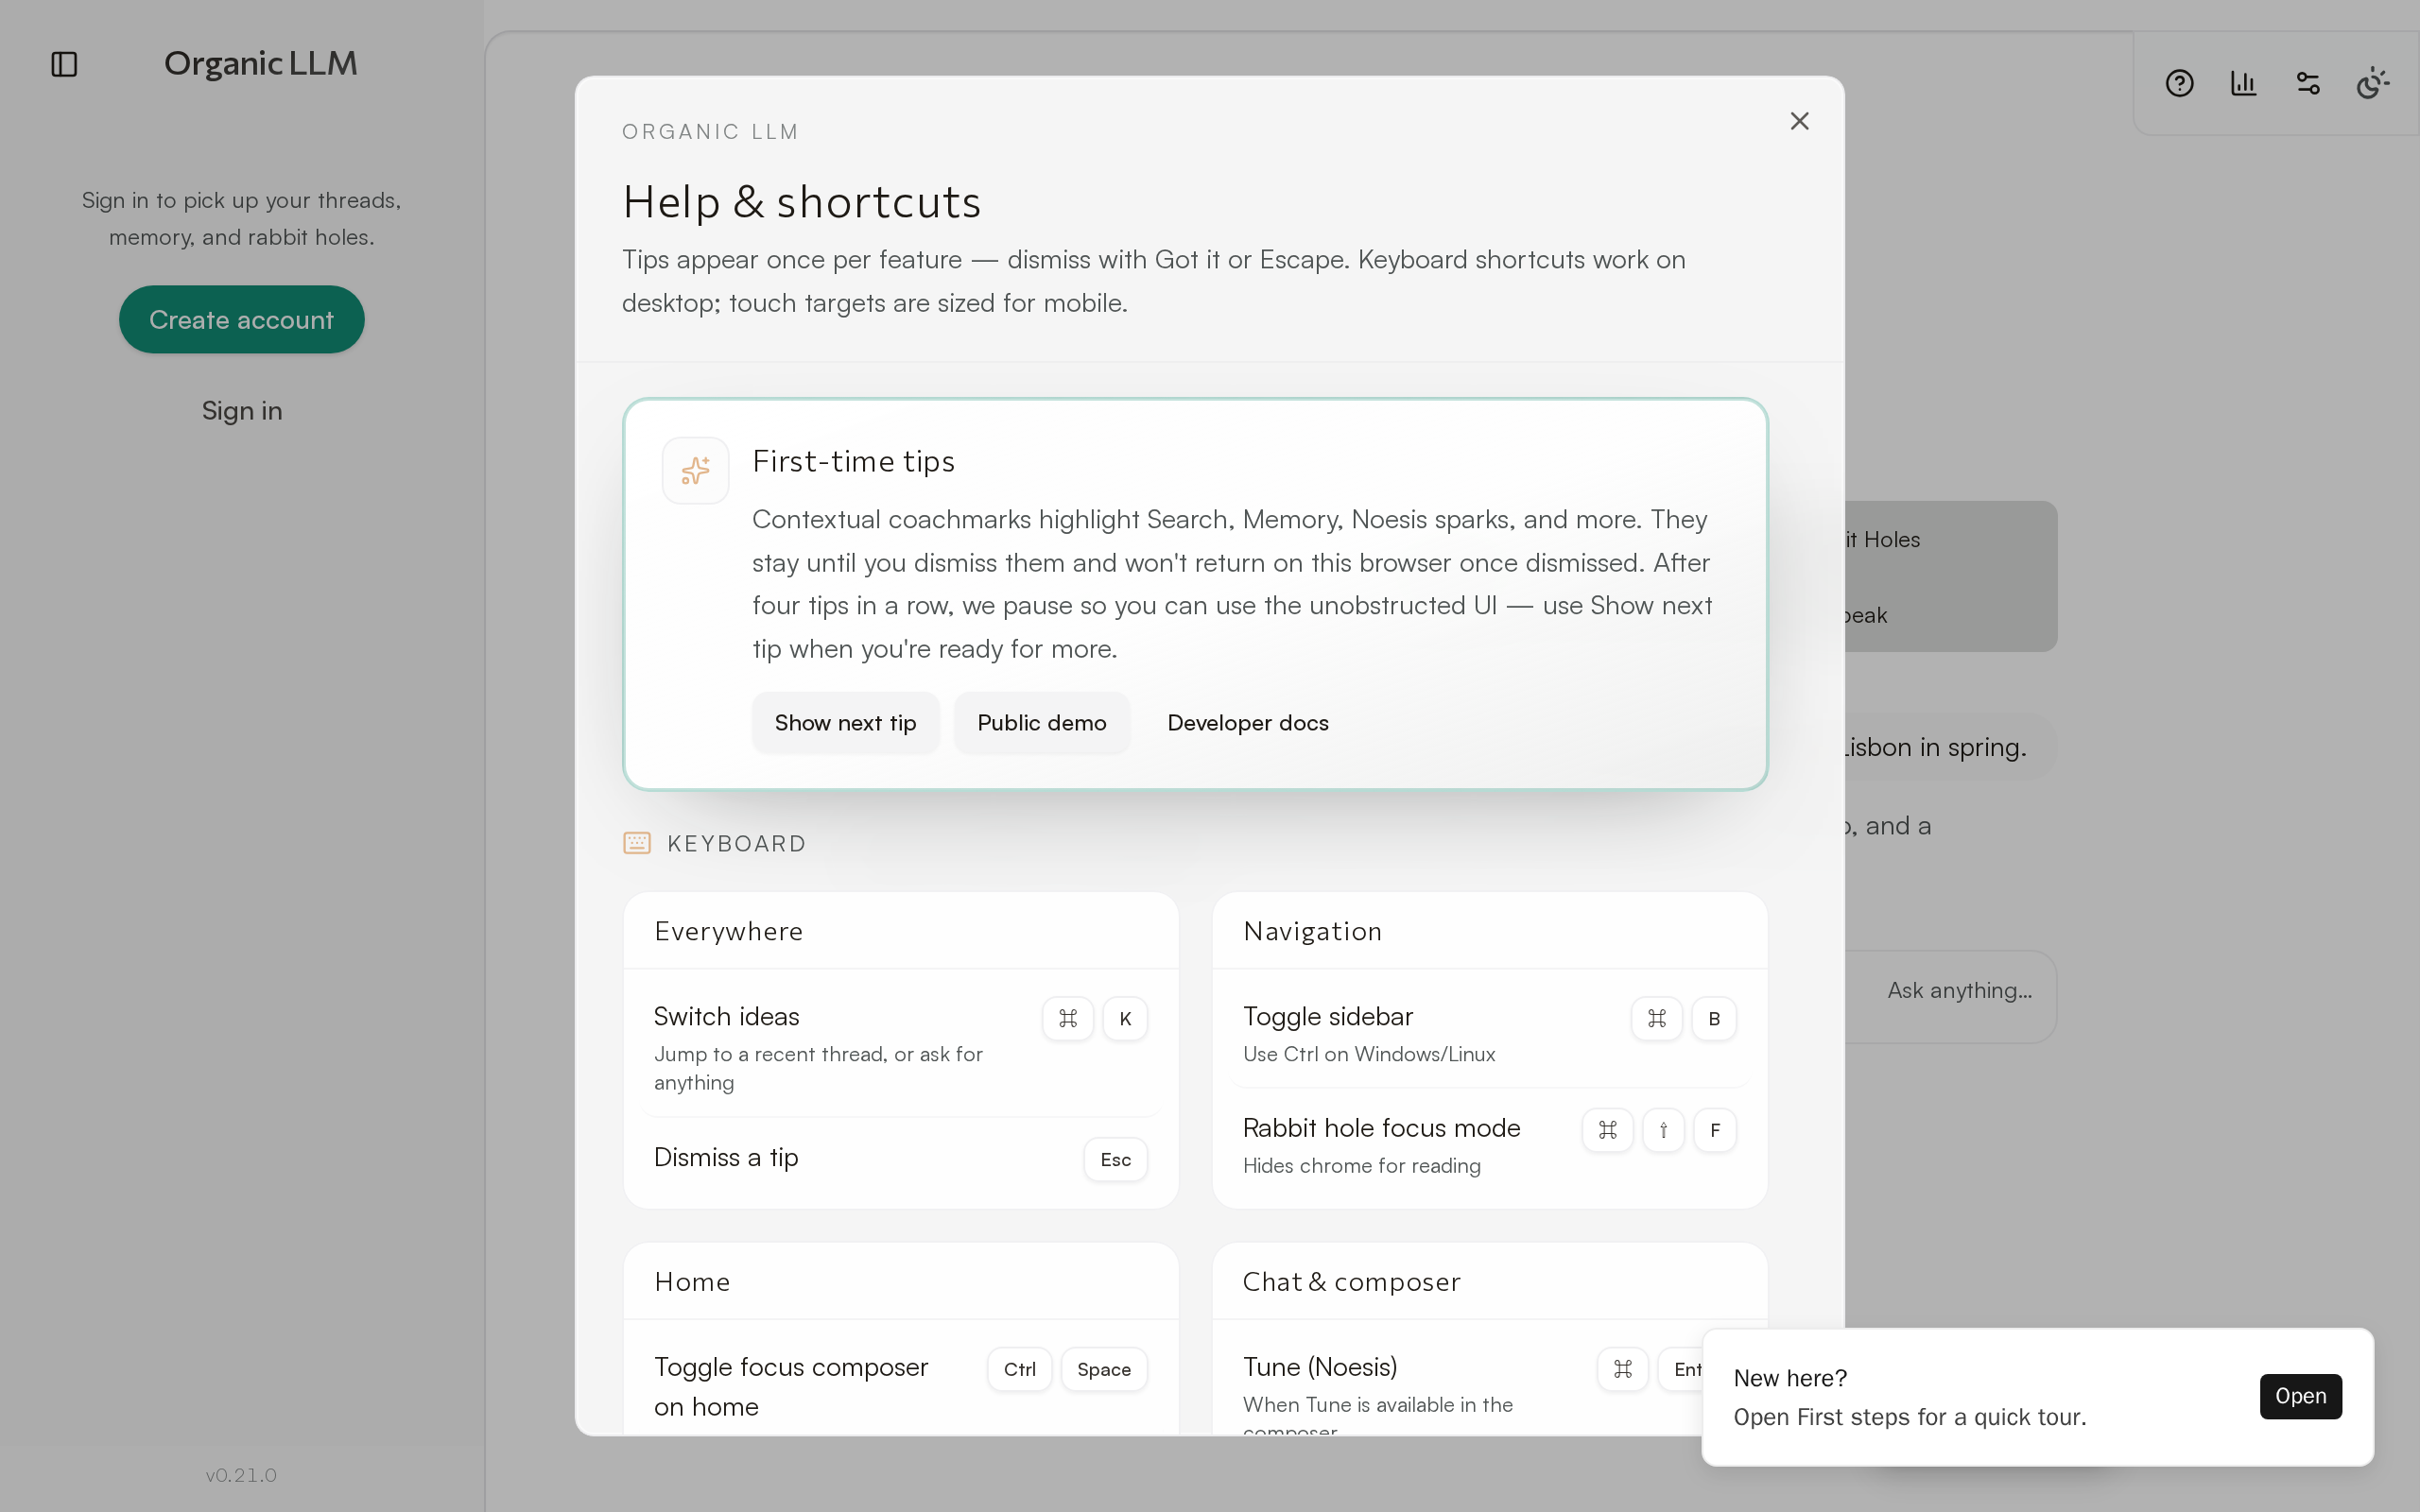 Organic LLM
Sign in to pick up your threads,
memory, and rabbit holes.
Create account
Sign in
v0.21.0
ORGANIC LLM
Help & shortcuts
Tips appear once per feature — dismiss with Got it or Escape. Keyboard shortcuts work on
desktop; touch targets are sized for mobile.
First-time tips
Contextual coachmarks highlight Search, Memory, Noesis sparks, and more. They
stay until you dismiss them and won't return on this browser once dismissed. After
four tips in a row, we pause so you can use the unobstructed UI — use Show next
tip when you're ready for more.
Show next tip
Public demo
Developer docs
KEYBOARD
Everywhere
Switch ideas
⌘ K
Jump to a recent thread, or ask for
anything
Dismiss a tip
Esc
Navigation
Toggle sidebar
⌘ B
Use Ctrl on Windows/Linux
Rabbit hole focus mode
⌘ ⇧ F
Hides chrome for reading
Home
Toggle focus composer
on home
Ctrl Space
Chat & composer
Tune (Noesis)
⌘ Ent
When Tune is available in the
composer
Holes
Lisbon in spring.
and a
Ask anything...
New here?
Open First steps for a quick tour.
Open